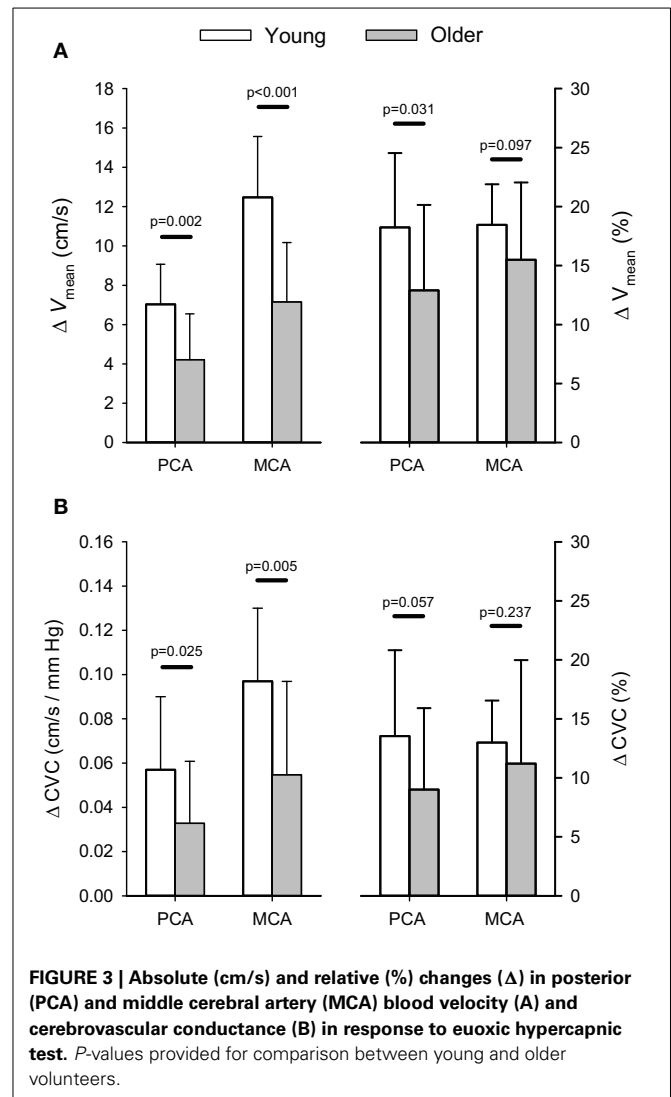 Young Older
A
p=0.002
p<0.001
p=0.031
p=0.097
18
16
14
12
10
8
6
4
2
0
Δ Vmean (cm/s)
PCA MCA
30
25
20
15
10
5
0
Δ Vmean (%)
PCA MCA
B
p=0.025
p=0.005
p=0.057
p=0.237
0.16
0.14
0.12
0.10
0.08
0.06
0.04
0.02
0.00
Δ CVC (cm/s / mm Hg)
PCA MCA
30
25
20
15
10
5
0
Δ CVC (%)
PCA MCA
FIGURE 3 | Absolute (cm/s) and relative (%) changes (Δ) in posterior
(PCA) and middle cerebral artery (MCA) blood velocity (A) and
cerebrovascular conductance (B) in response to euoxic hypercapnic
test. P-values provided for comparison between young and older
volunteers.